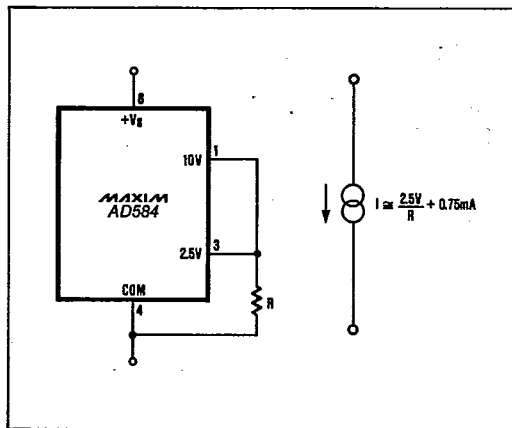 8
+VS
1
10V
MAXIM
AD584
3
2.5V
COM
4
R
I ≅ 2.5V/R + 0.75mA